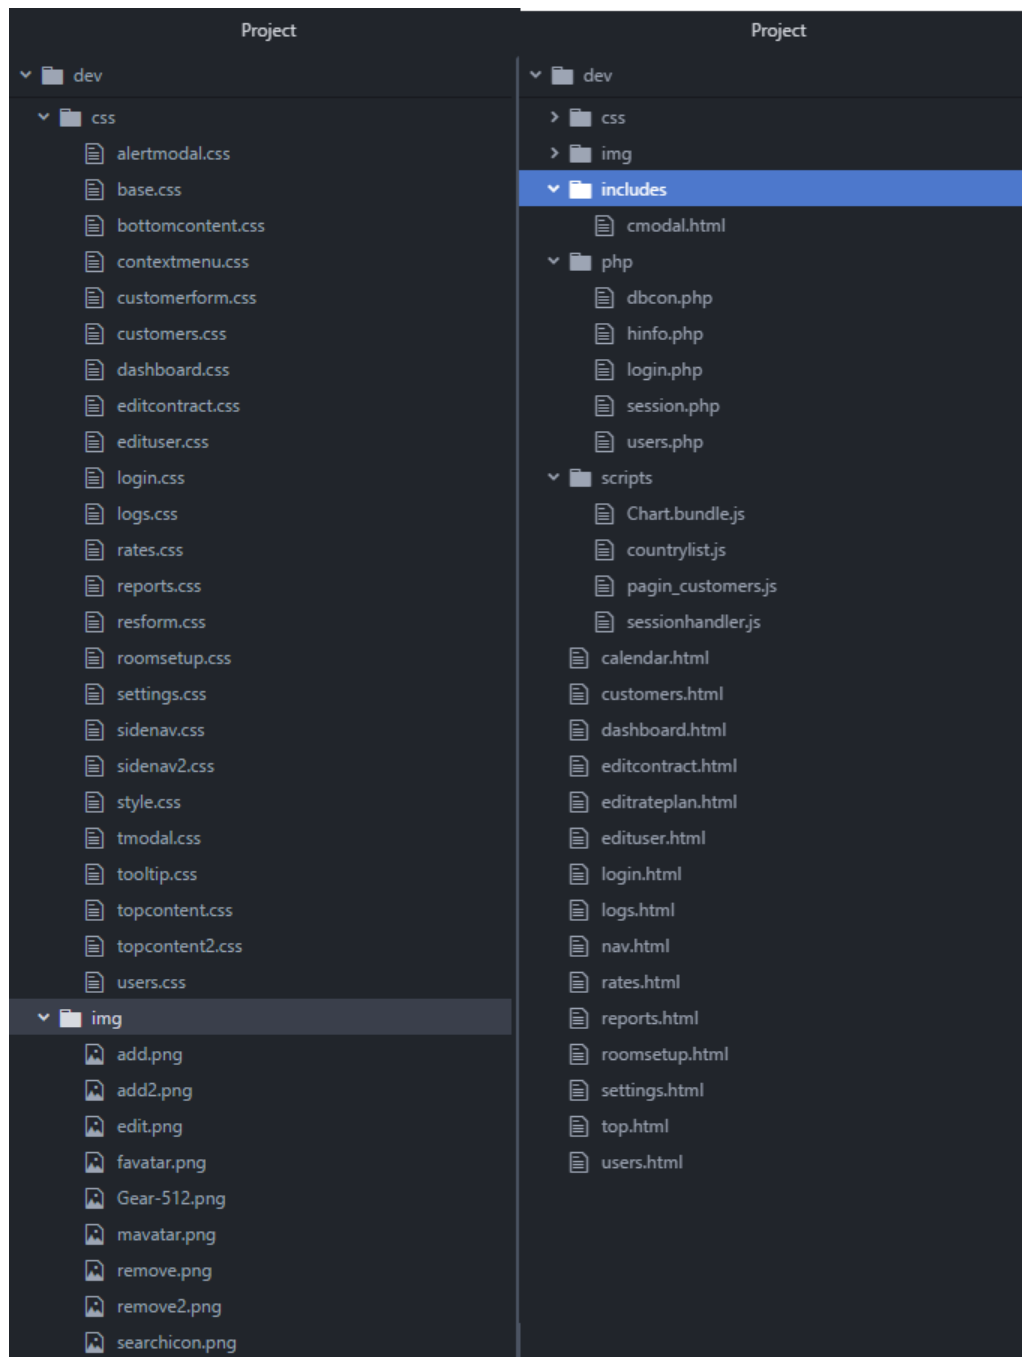 Project
dev
css
alertmodal.css
base.css
bottomcontent.css
contextmenu.css
customerform.css
customers.css
dashboard.css
editcontract.css
edituser.css
login.css
logs.css
rates.css
reports.css
resform.css
roomsetup.css
settings.css
sidenav.css
sidenav2.css
style.css
tmodal.css
tooltip.css
topcontent.css
topcontent2.css
users.css
img
add.png
add2.png
edit.png
favatar.png
Gear-512.png
mavatar.png
remove.png
remove2.png
searchicon.png
Project
dev
css
img
includes
cmodal.html
php
dbcon.php
hinfo.php
login.php
session.php
users.php
scripts
Chart.bundle.js
countrylist.js
pagin_customers.js
sessionhandler.js
calendar.html
customers.html
dashboard.html
editcontract.html
editrateplan.html
edituser.html
login.html
logs.html
nav.html
rates.html
reports.html
roomsetup.html
settings.html
top.html
users.html